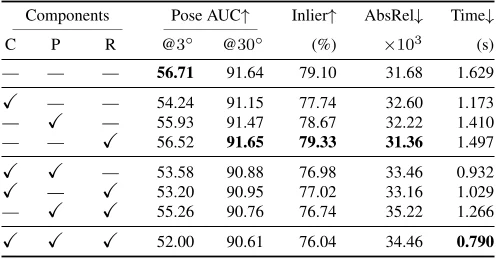 Components Pose AUC↑ Inlier↑ AbsRel↓ Time↓
C P R @3° @30° (%) ×10³ (s)
— — — 56.71 91.64 79.10 31.68 1.629
✓ — — 54.24 91.15 77.74 32.60 1.173
— ✓ — 55.93 91.47 78.67 32.22 1.410
— — ✓ 56.52 91.65 79.33 31.36 1.497
✓ ✓ — 53.58 90.88 76.98 33.46 0.932
✓ — ✓ 53.20 90.95 77.02 33.16 1.029
— ✓ ✓ 55.26 90.76 76.74 35.22 1.266
✓ ✓ ✓ 52.00 90.61 76.04 34.46 0.790